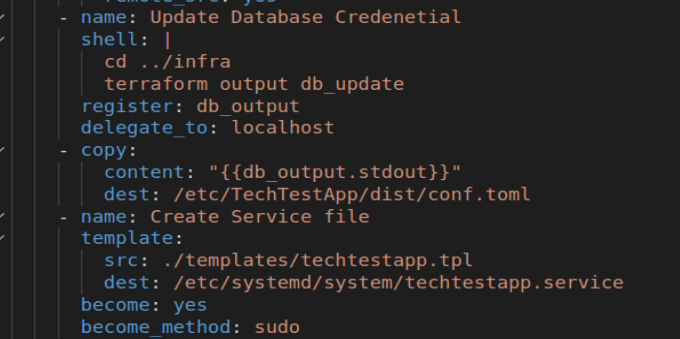 remote_src: yes
- name: Update Database Credenetial
shell: |
cd ../infra
terraform output db_update
register: db_output
delegate_to: localhost
- copy:
content: "{{db_output.stdout}}"
dest: /etc/TechTestApp/dist/conf.toml
- name: Create Service file
template:
src: ./templates/techtestapp.tpl
dest: /etc/systemd/system/techtestapp.service
become: yes
become_method: sudo